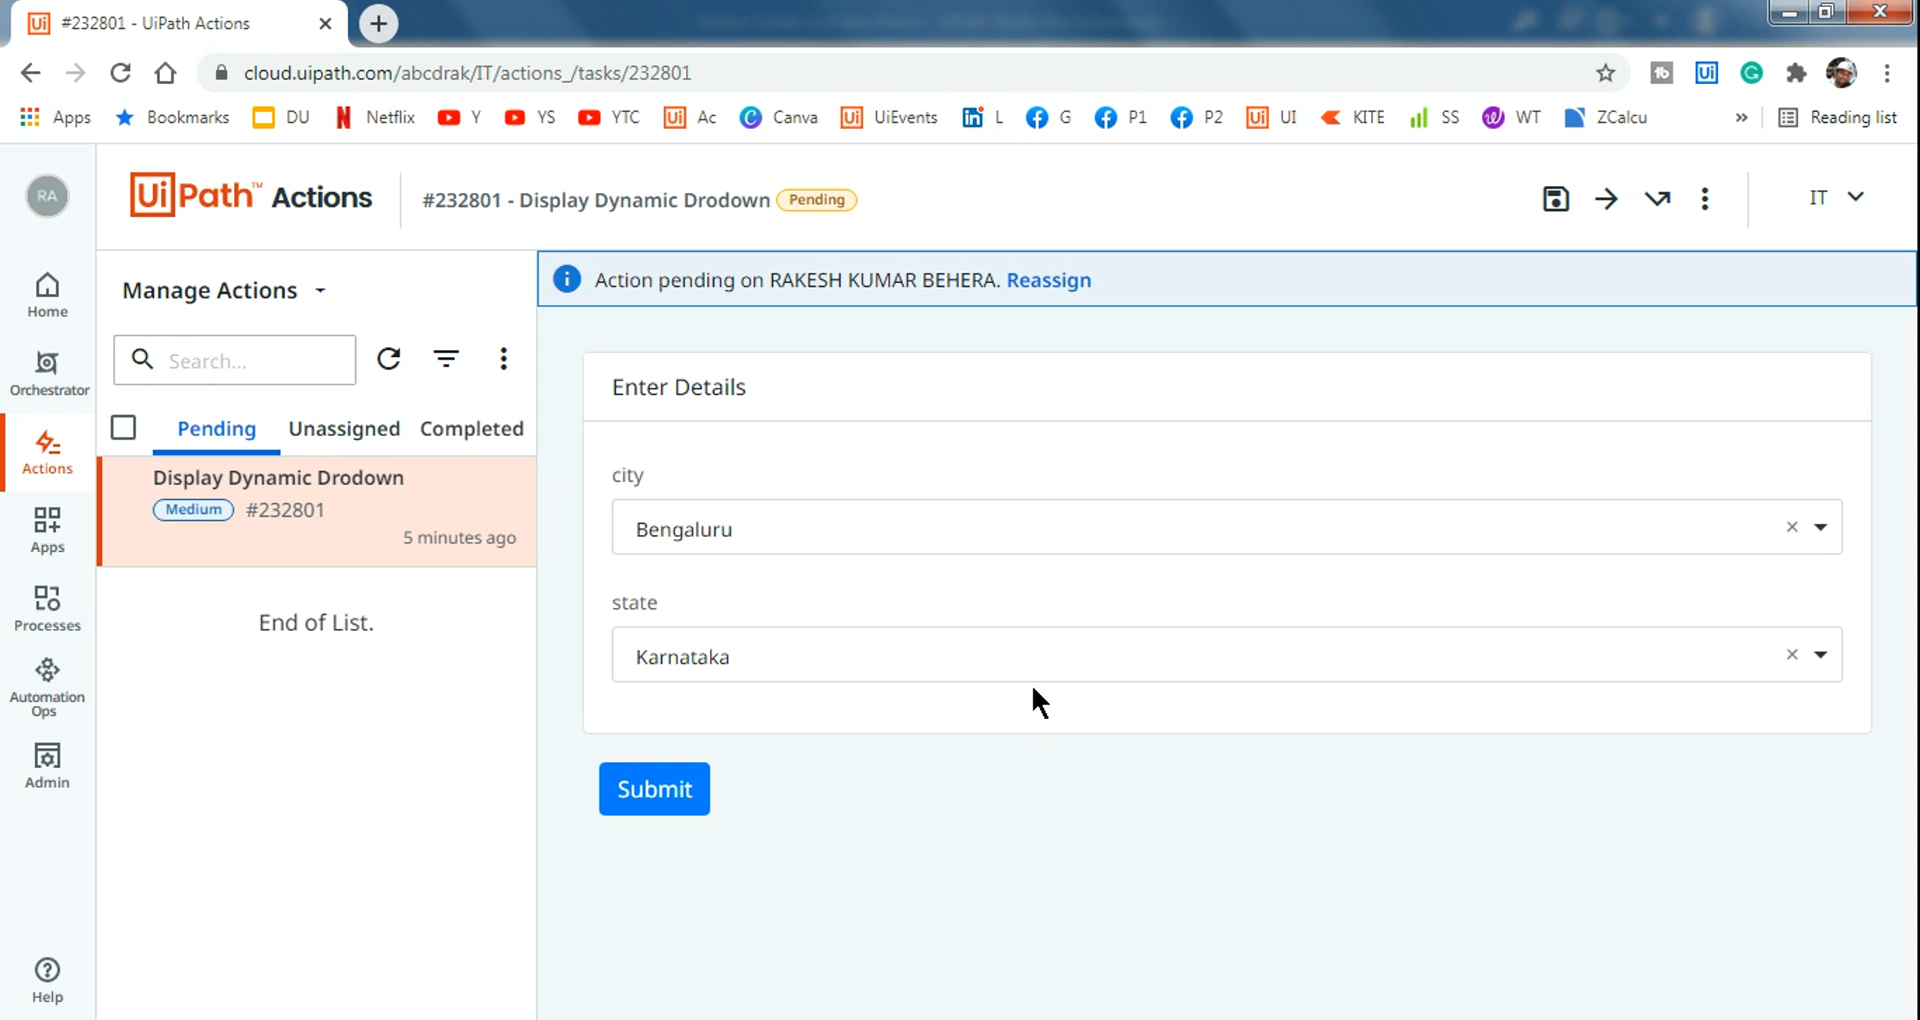 #232801 - UiPath Actions
cloud.uipath.com/abcdrak/IT/actions_/tasks/232801
Apps Bookmarks DU Netflix Y YS YTC Ac Canva UiEvents L G P1 P2 UI KITE SS WT ZCalcu » Reading list
RA
UiPath™ Actions
#232801 - Display Dynamic Drodown Pending
IT
Home
Orchestrator
Actions
Apps
Processes
Automation
Ops
Admin
Help
Manage Actions
Search...
Pending Unassigned Completed
Display Dynamic Drodown
Medium #232801
5 minutes ago
End of List.
Action pending on RAKESH KUMAR BEHERA. Reassign
Enter Details
city
Bengaluru
state
Karnataka
Submit